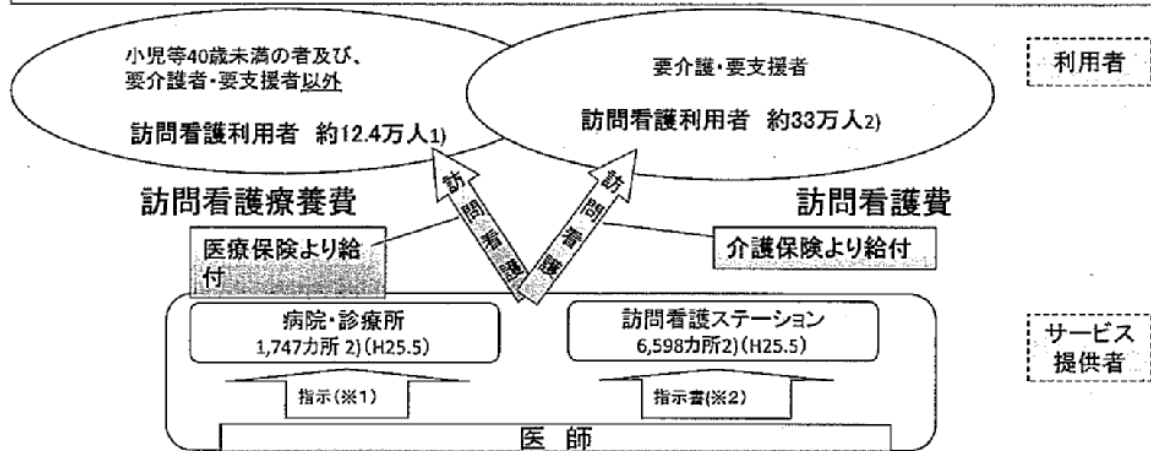 小児等40歳未満の者及び、
要介護者・要支援者以外
訪問看護利用者 約12.4万人1)
要介護・要支援者
訪問看護利用者 約33万人2)
利用者
訪問看護
訪問看護
訪問看護療養費
訪問看護費
医療保険より給
付
介護保険より給付
病院・診療所
1,747カ所 2)(H25.5)
訪問看護ステーション
6,598カ所2)(H25.5)
サービス
提供者
指示(※1)
指示書(※2)
医 師